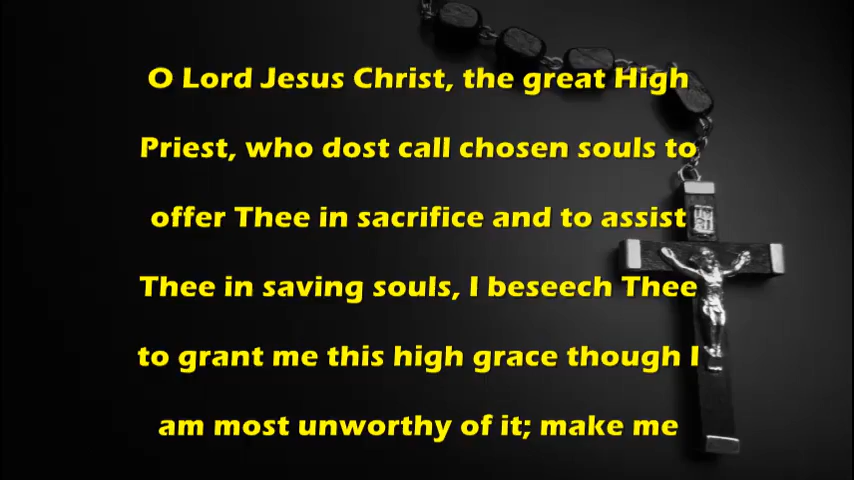 O Lord Jesus Christ, the great High
Priest, who dost call chosen souls to
offer Thee in sacrifice and to assist
Thee in saving souls, I beseech Thee
to grant me this high grace though I
am most unworthy of it; make me